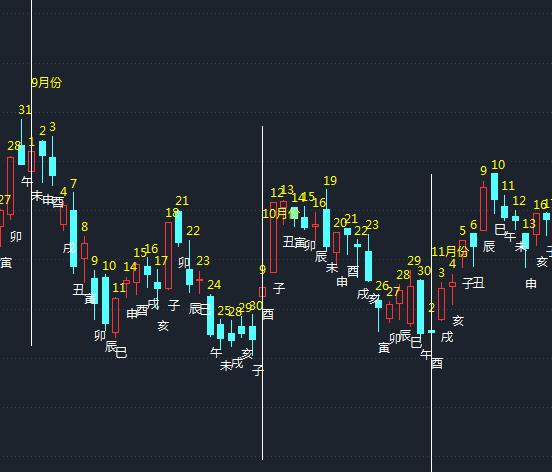 9月份
31
28
27
1
2
3
午
未
申
酉
卯
寅
4
7
8
戌
丑
寅
9
10
11
卯
辰
巳
14
15
16
17
申
酉
戌
亥
18
21
22
23
子
卯
辰
巳
24
25
28
29
30
午
未
戌
亥
子
9
酉
10月份
12
13
14
15
16
19
子
丑
寅
卯
辰
未
20
21
22
23
申
酉
戌
亥
26
27
28
29
30
寅
卯
辰
巳
午
11月份
2
3
4
5
6
酉
戌
亥
子
丑
9
10
11
12
13
辰
巳
午
未
申
16
17
亥
子